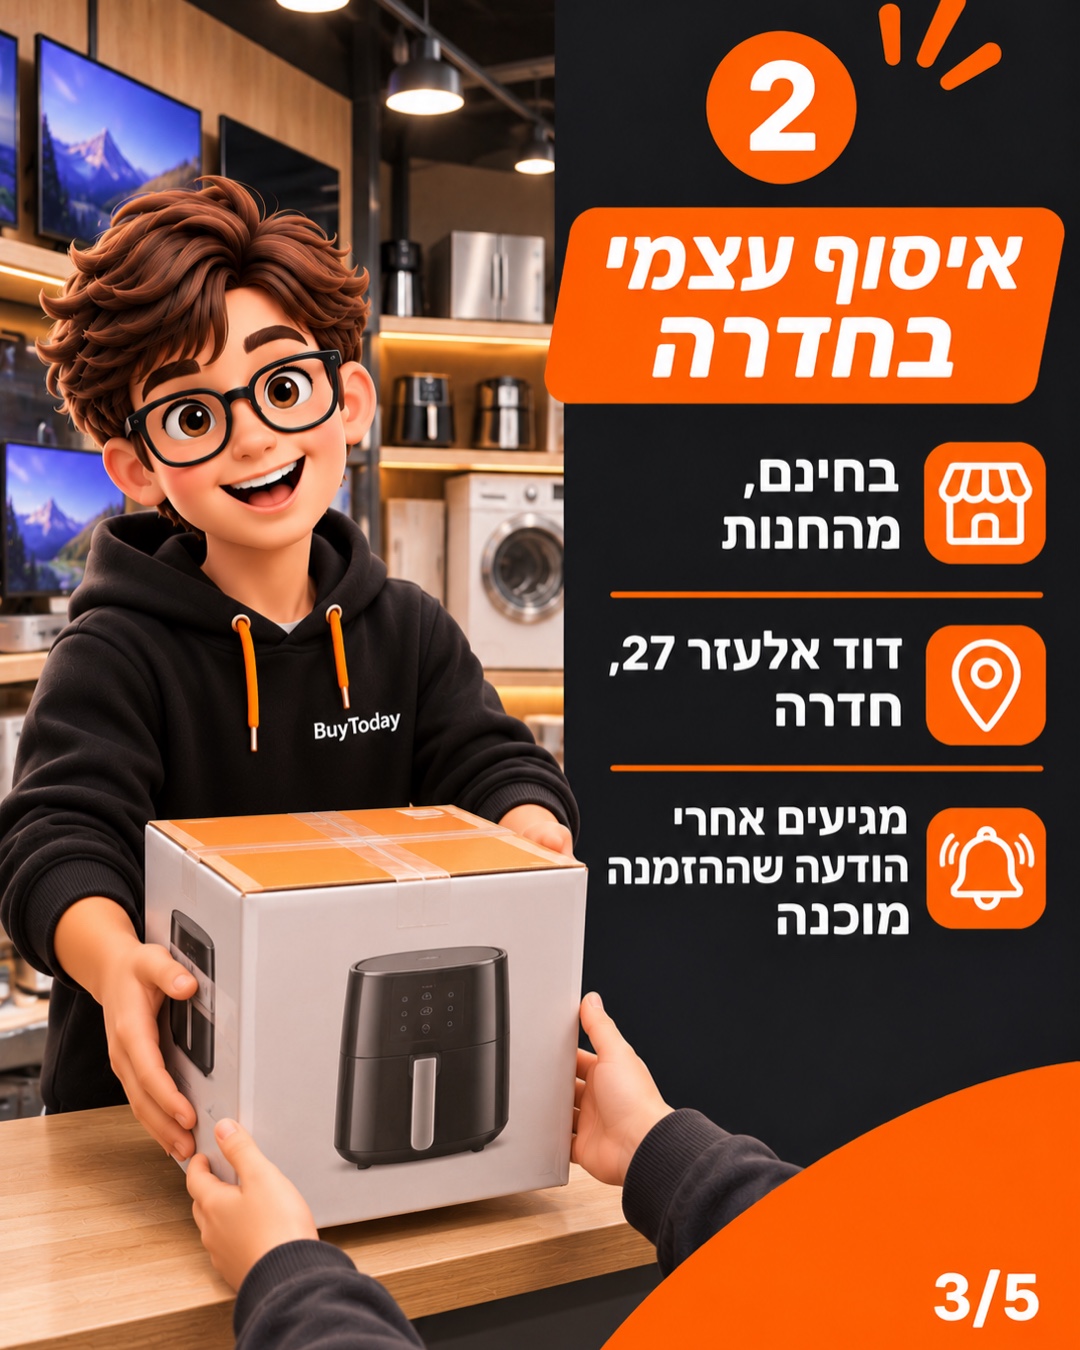 2
איסוף עצמי
בחדרה
בחינם,
מהחנות
דוד אלעזר 27,
חדרה
מגיעים אחרי
הודעה שההזמנה
מוכנה
BuyToday
3/5